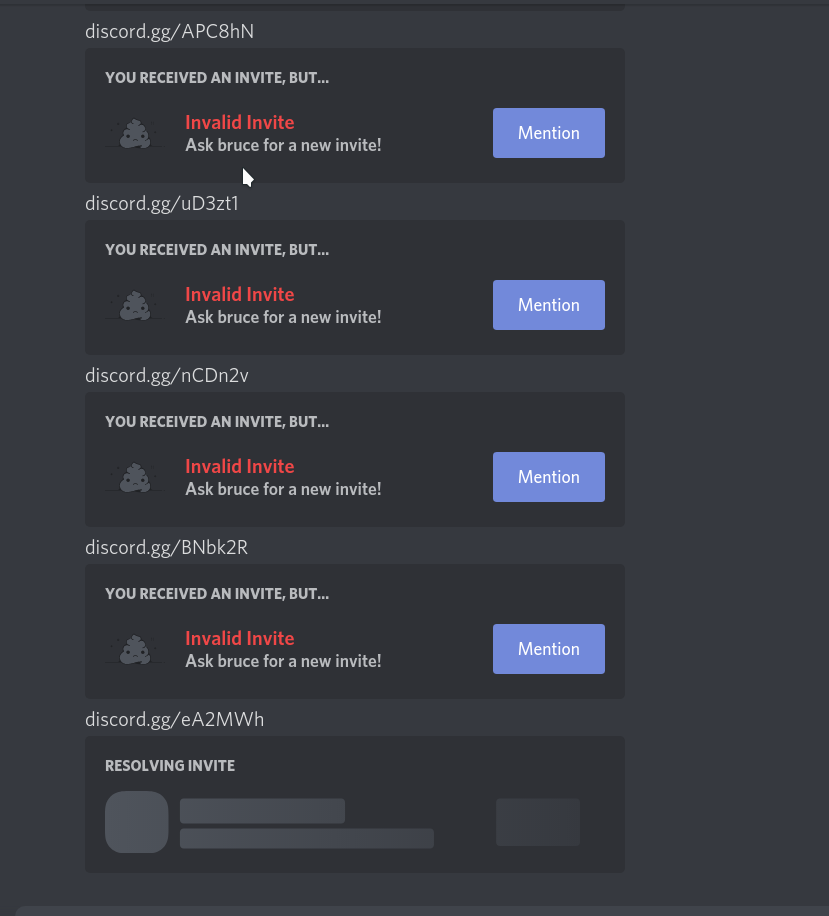 discord.gg/APC8hN
YOU RECEIVED AN INVITE, BUT...
Invalid Invite
Ask bruce for a new invite!
Mention
discord.gg/uD3zt1
YOU RECEIVED AN INVITE, BUT...
Invalid Invite
Ask bruce for a new invite!
Mention
discord.gg/nCDn2v
YOU RECEIVED AN INVITE, BUT...
Invalid Invite
Ask bruce for a new invite!
Mention
discord.gg/BNbk2R
YOU RECEIVED AN INVITE, BUT...
Invalid Invite
Ask bruce for a new invite!
Mention
discord.gg/eA2MWh
RESOLVING INVITE